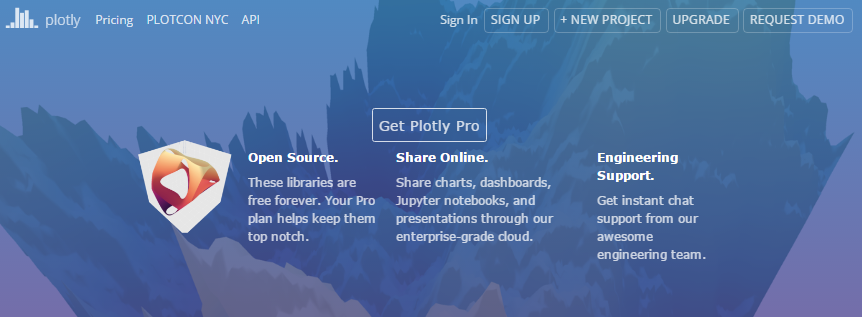 plotly Pricing PLOTCON NYC API Sign In SIGN UP + NEW PROJECT UPGRADE REQUEST DEMO
Get Plotly Pro
Open Source.
These libraries are
free forever. Your Pro
plan helps keep them
top notch.
Share Online.
Share charts, dashboards,
Jupyter notebooks, and
presentations through our
enterprise-grade cloud.
Engineering
Support.
Get instant chat
support from our
awesome
engineering team.